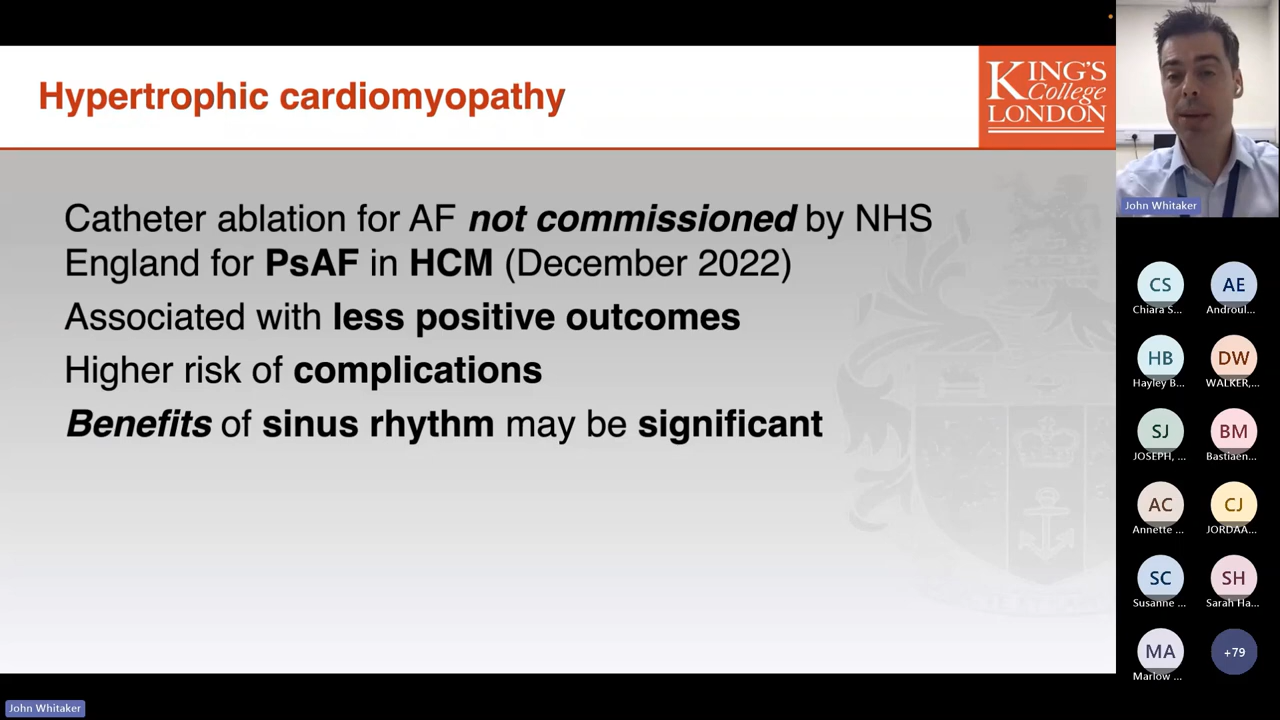 Hypertrophic cardiomyopathy
KING'S
College
LONDON
Catheter ablation for AF not commissioned by NHS
England for PsAF in HCM (December 2022)
Associated with less positive outcomes
Higher risk of complications
Benefits of sinus rhythm may be significant
John Whitaker
CS
AE
Chiara S...
Androul...
HB
DW
Hayley B...
WALKER,...
SJ
BM
JOSEPH, ...
Bastiaen...
AC
CJ
Annette ...
JORDAA...
SC
SH
Susanne ...
Sarah Ha...
MA
+79
Marlow ...
John Whitaker